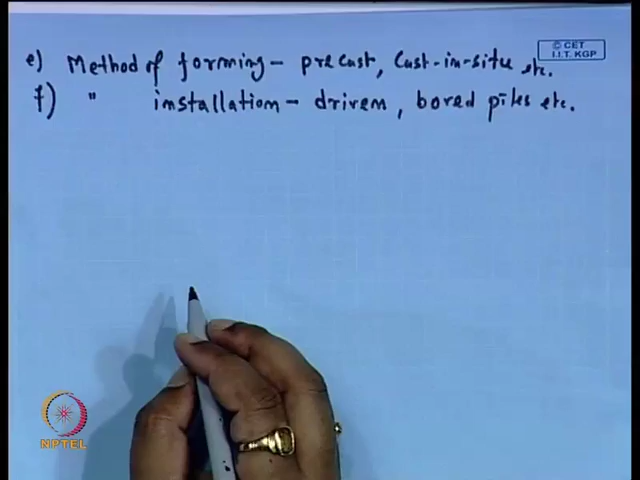 e) Method of forming - precast, Cast-in-situ etc.
f) " installation - driven, bored piles etc.
© CET
I.I.T. KGP
NPTEL